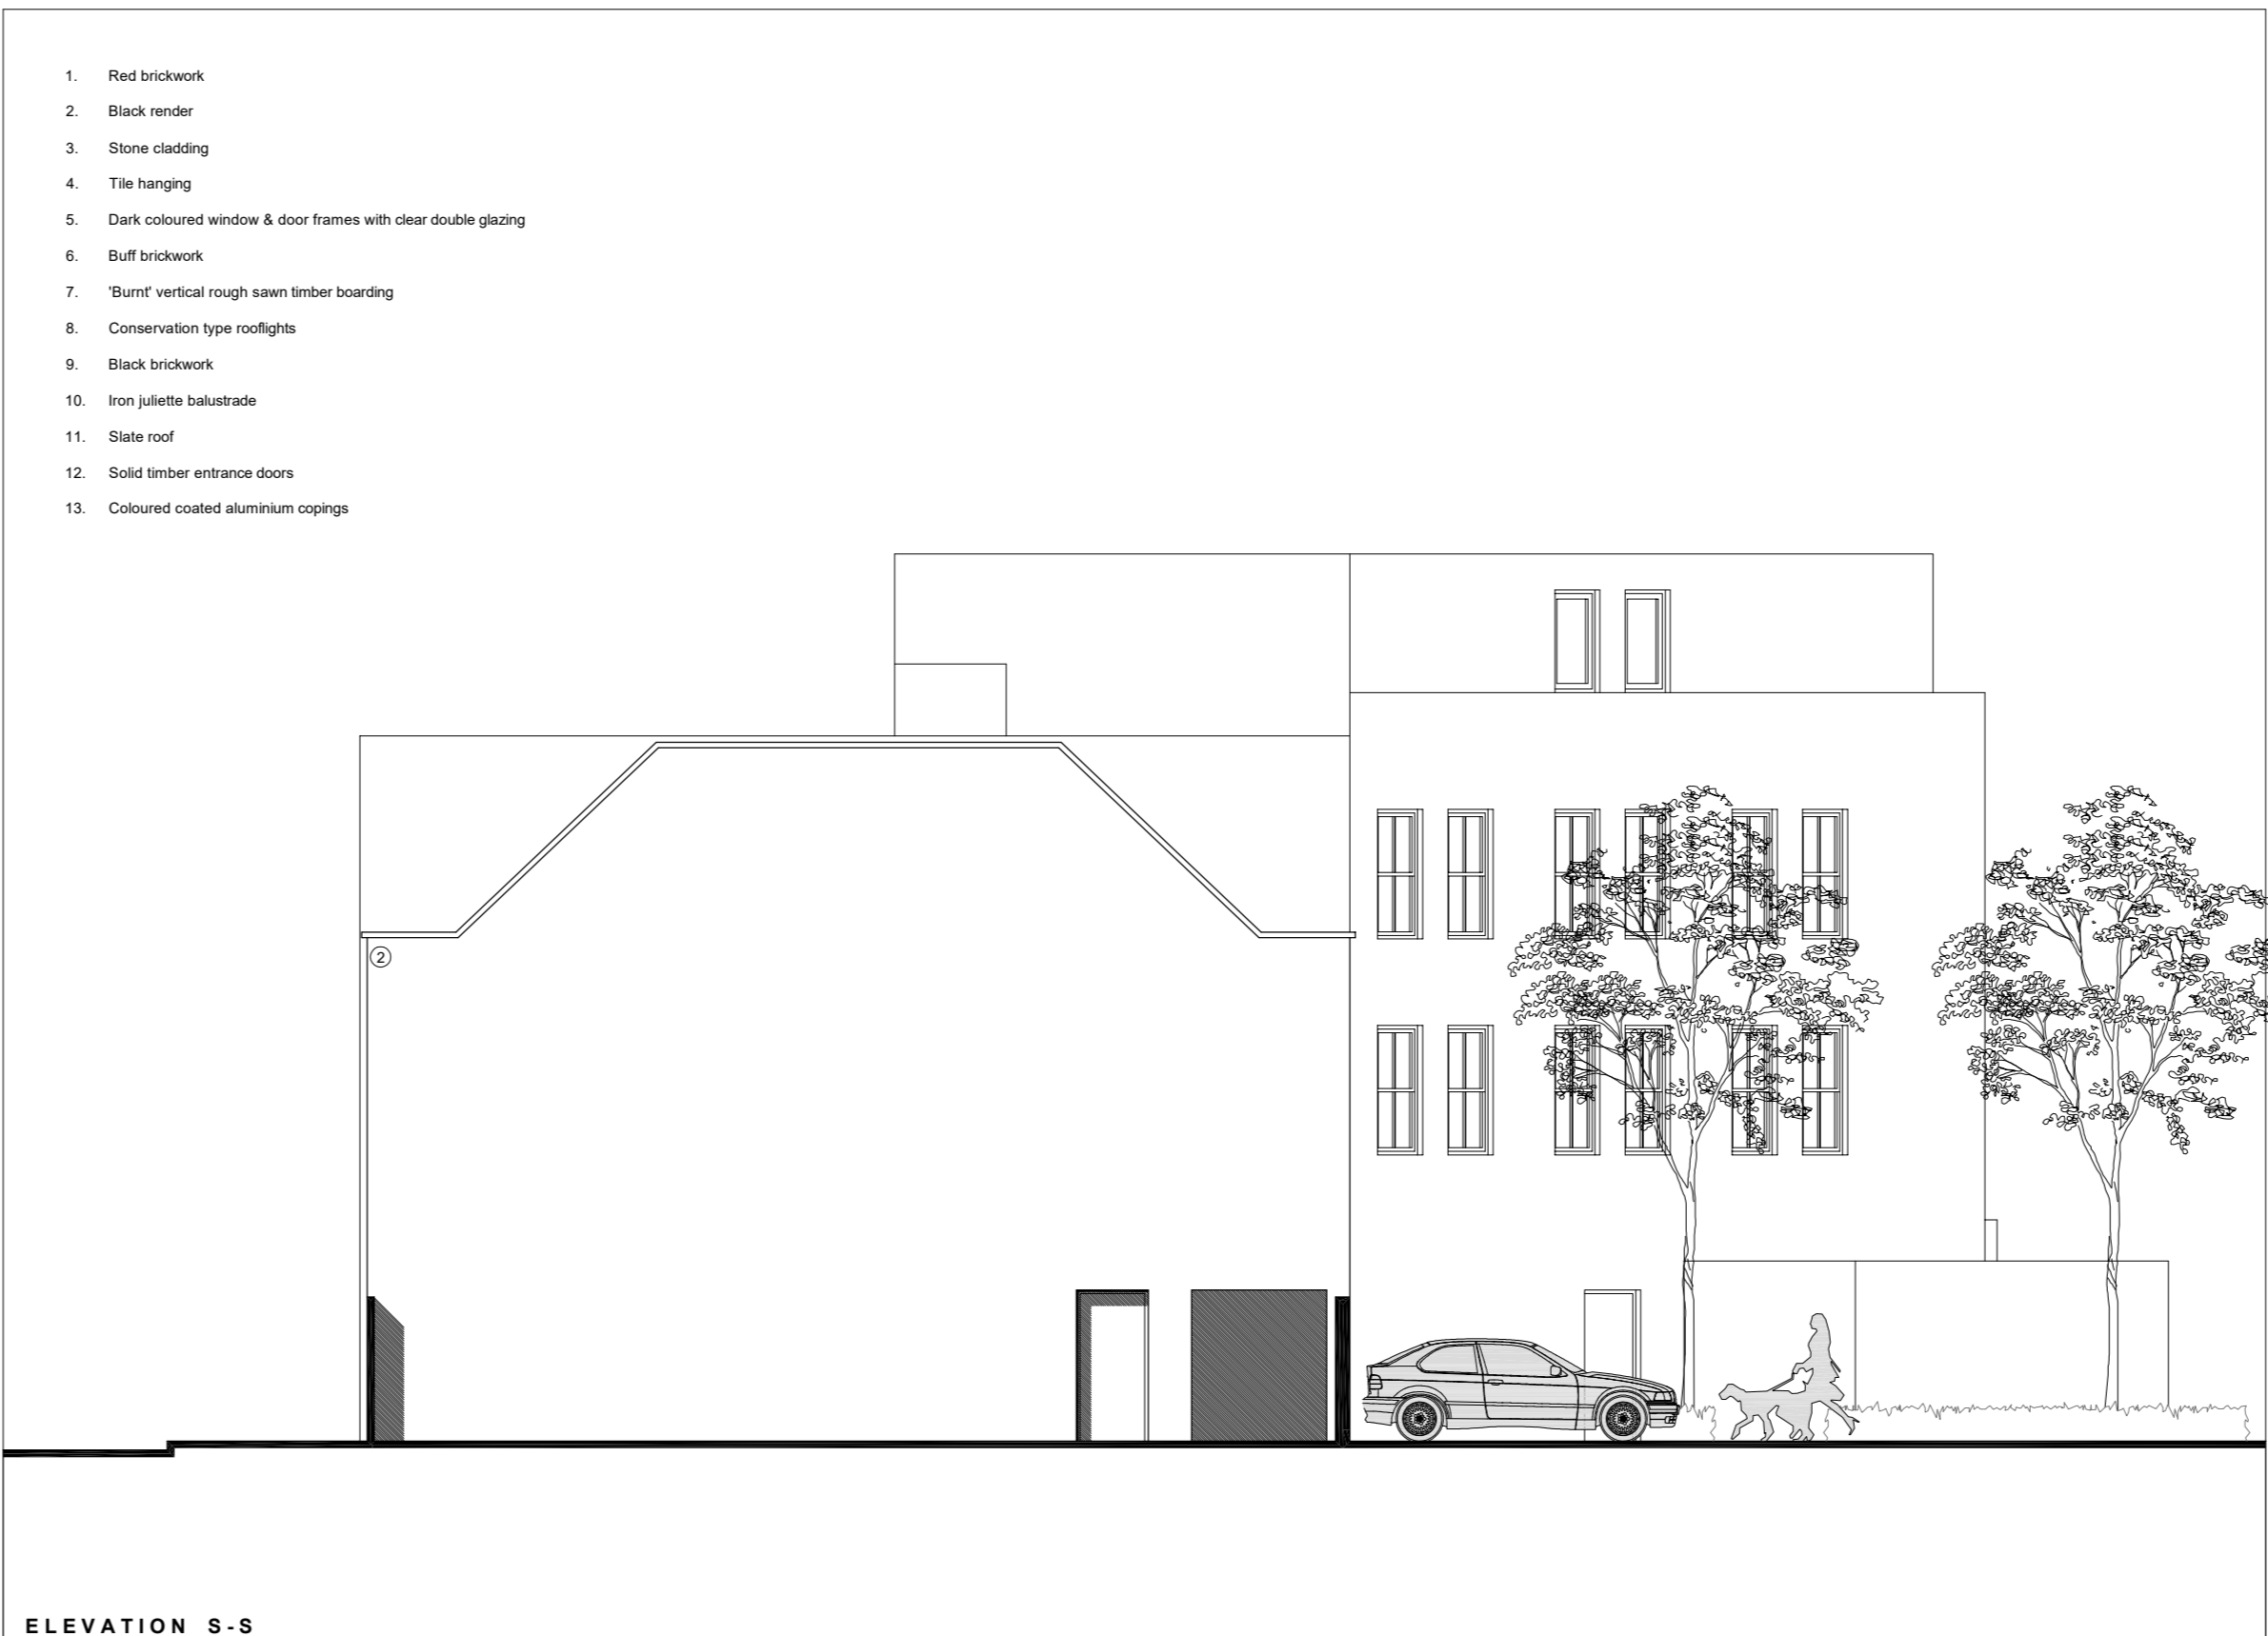 1. Red brickwork
2. Black render
3. Stone cladding
4. Tile hanging
5. Dark coloured window & door frames with clear double glazing
6. Buff brickwork
7. 'Burnt' vertical rough sawn timber boarding
8. Conservation type rooflights
9. Black brickwork
10. Iron juliette balustrade
11. Slate roof
12. Solid timber entrance doors
13. Coloured coated aluminium copings
2
ELEVATION S-S